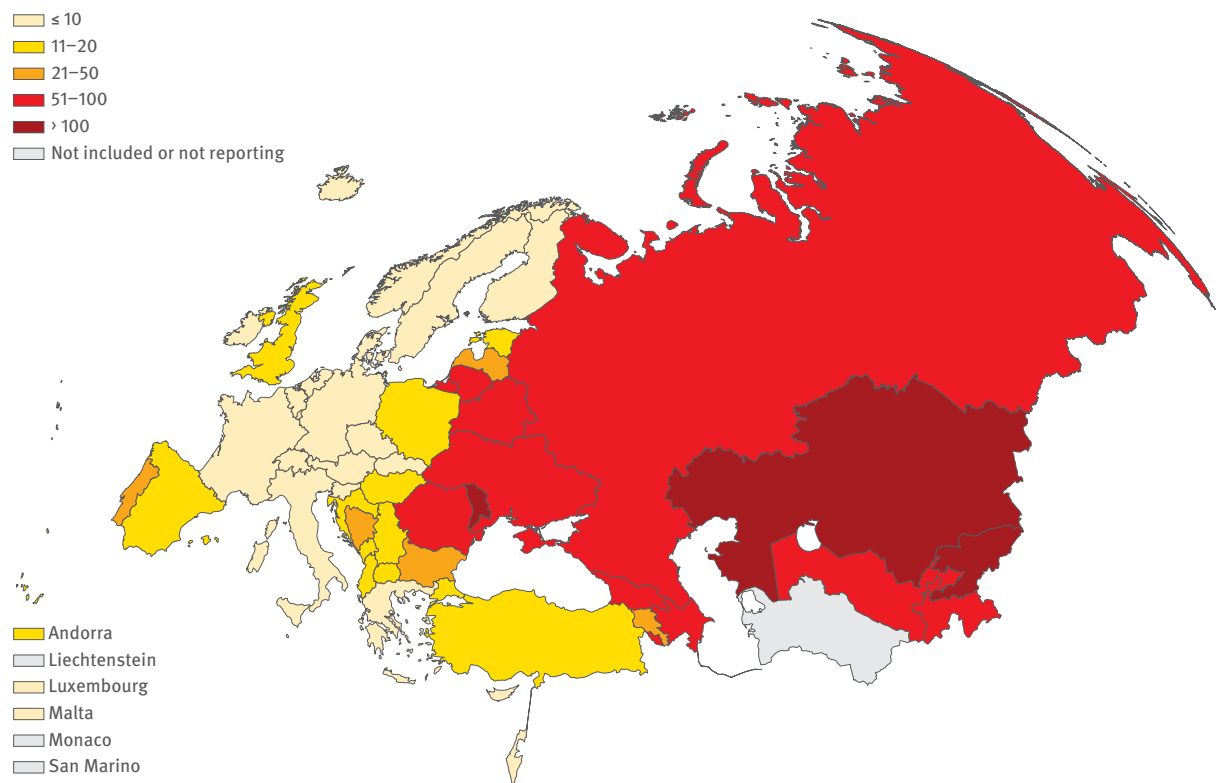 ≤ 10
11–20
21–50
51–100
› 100
Not included or not reporting
Andorra
Liechtenstein
Luxembourg
Malta
Monaco
San Marino